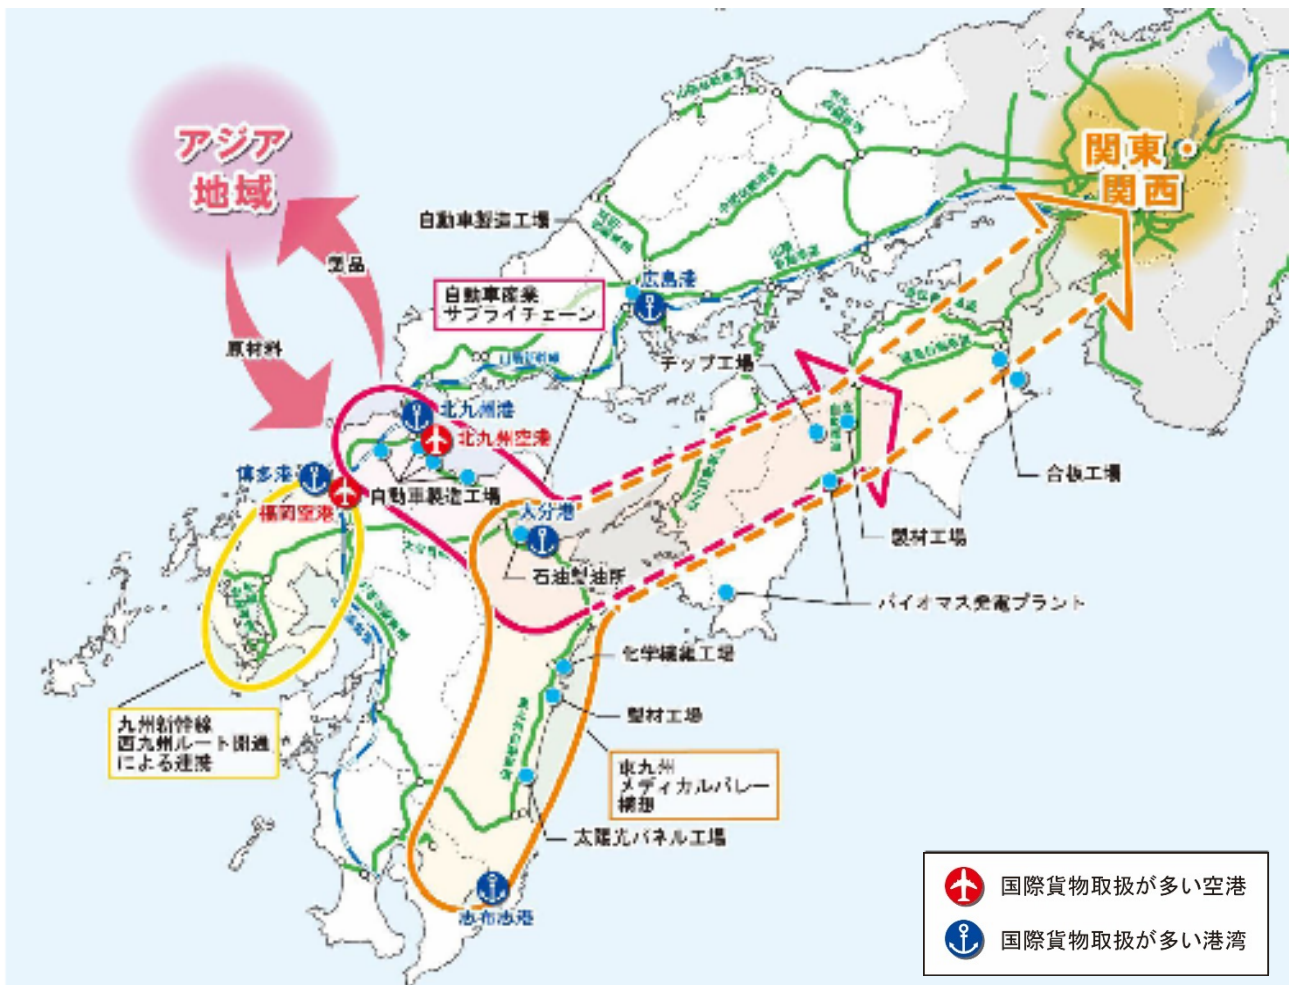 アジア
地域
関東・
関西
自動車製造工場
製品
広島港
自動車産業
サプライチェーン
原材料
山陽新幹線
チップ工場
北九州港
北九州空港
博多港
福岡空港
自動車製造工場
合板工場
大分港
製材工場
石油製油所
バイオマス発電プラント
化学繊維工場
製材工場
九州新幹線
西九州ルート開通
による連携
東九州
メディカルバレー
構想
太陽光パネル工場
志布志港
国際貨物取扱が多い空港
国際貨物取扱が多い港湾